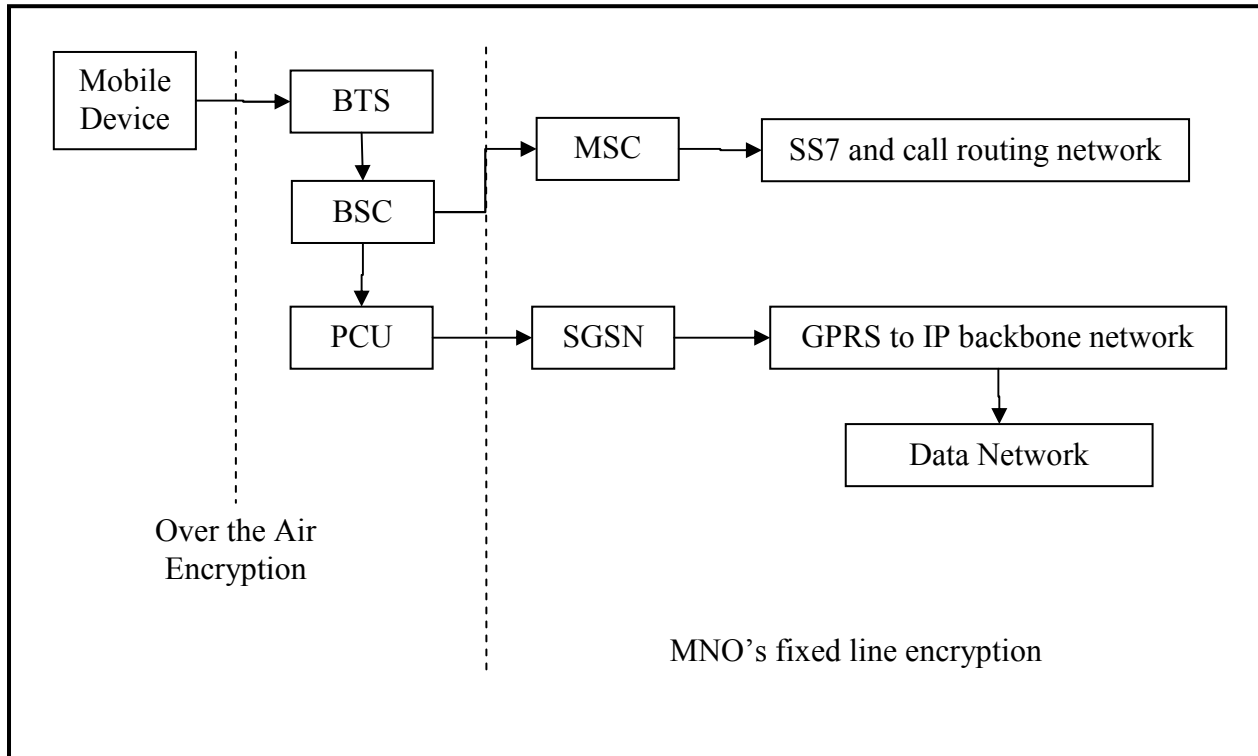 Mobile
Device
BTS
BSC
PCU
MSC
SS7 and call routing network
SGSN
GPRS to IP backbone network
Data Network
Over the Air
Encryption
MNO’s fixed line encryption